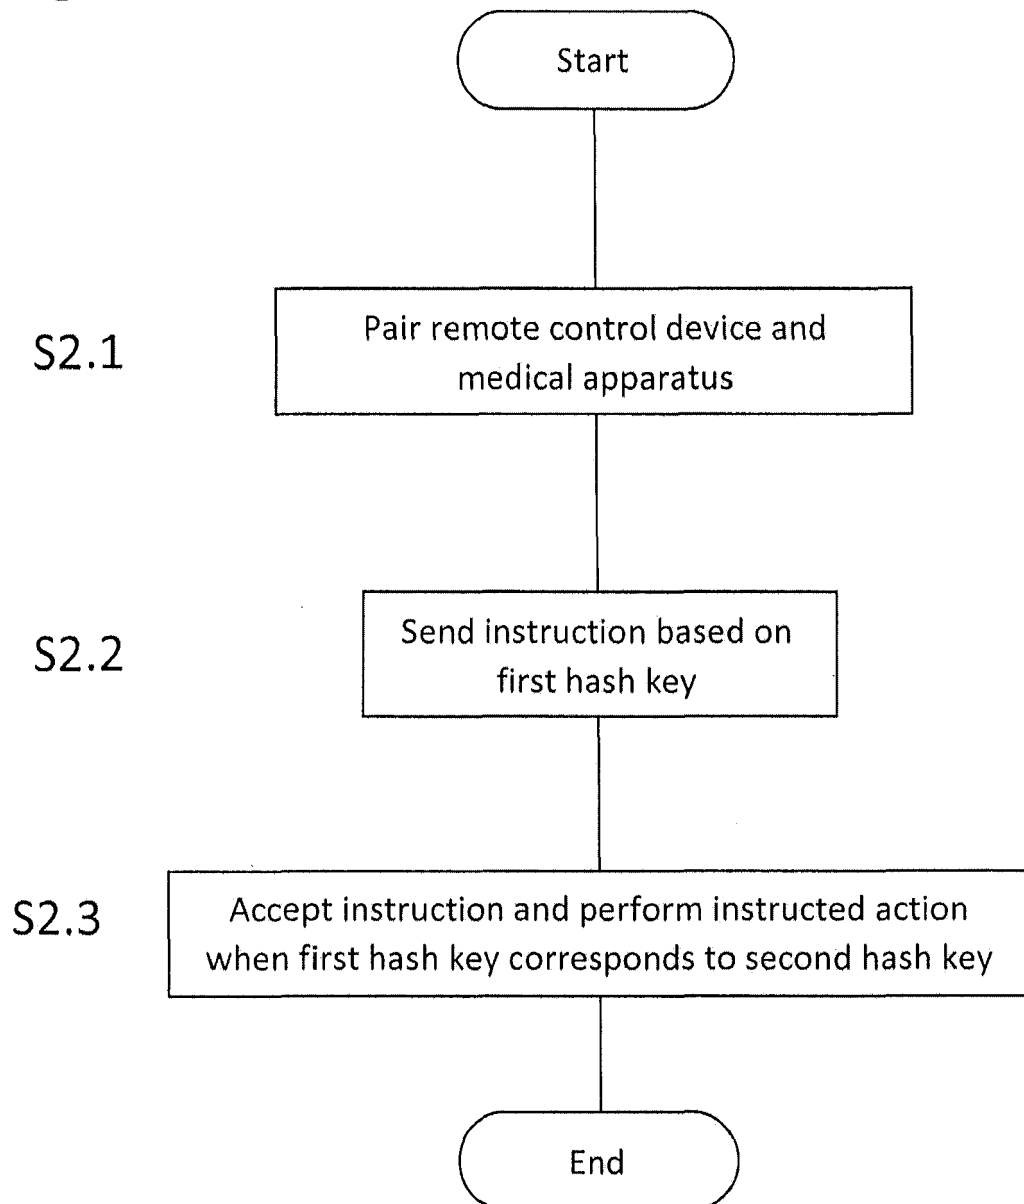 Start
S2.1
Pair remote control device and
medical apparatus
S2.2
Send instruction based on
first hash key
S2.3
Accept instruction and perform instructed action
when first hash key corresponds to second hash key
End